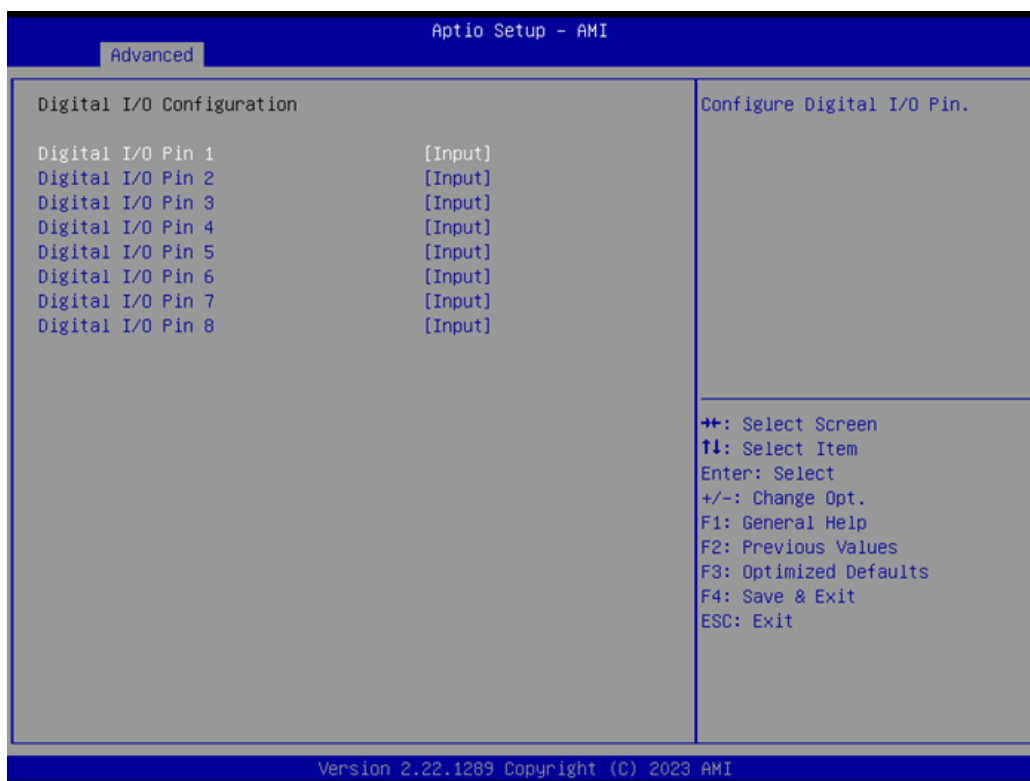 Aptio Setup – AMI
Advanced
Digital I/O Configuration
Digital I/O Pin 1 [Input]
Digital I/O Pin 2 [Input]
Digital I/O Pin 3 [Input]
Digital I/O Pin 4 [Input]
Digital I/O Pin 5 [Input]
Digital I/O Pin 6 [Input]
Digital I/O Pin 7 [Input]
Digital I/O Pin 8 [Input]
Configure Digital I/O Pin.
→←: Select Screen
↑↓: Select Item
Enter: Select
+/-: Change Opt.
F1: General Help
F2: Previous Values
F3: Optimized Defaults
F4: Save & Exit
ESC: Exit
Version 2.22.1289 Copyright (C) 2023 AMI